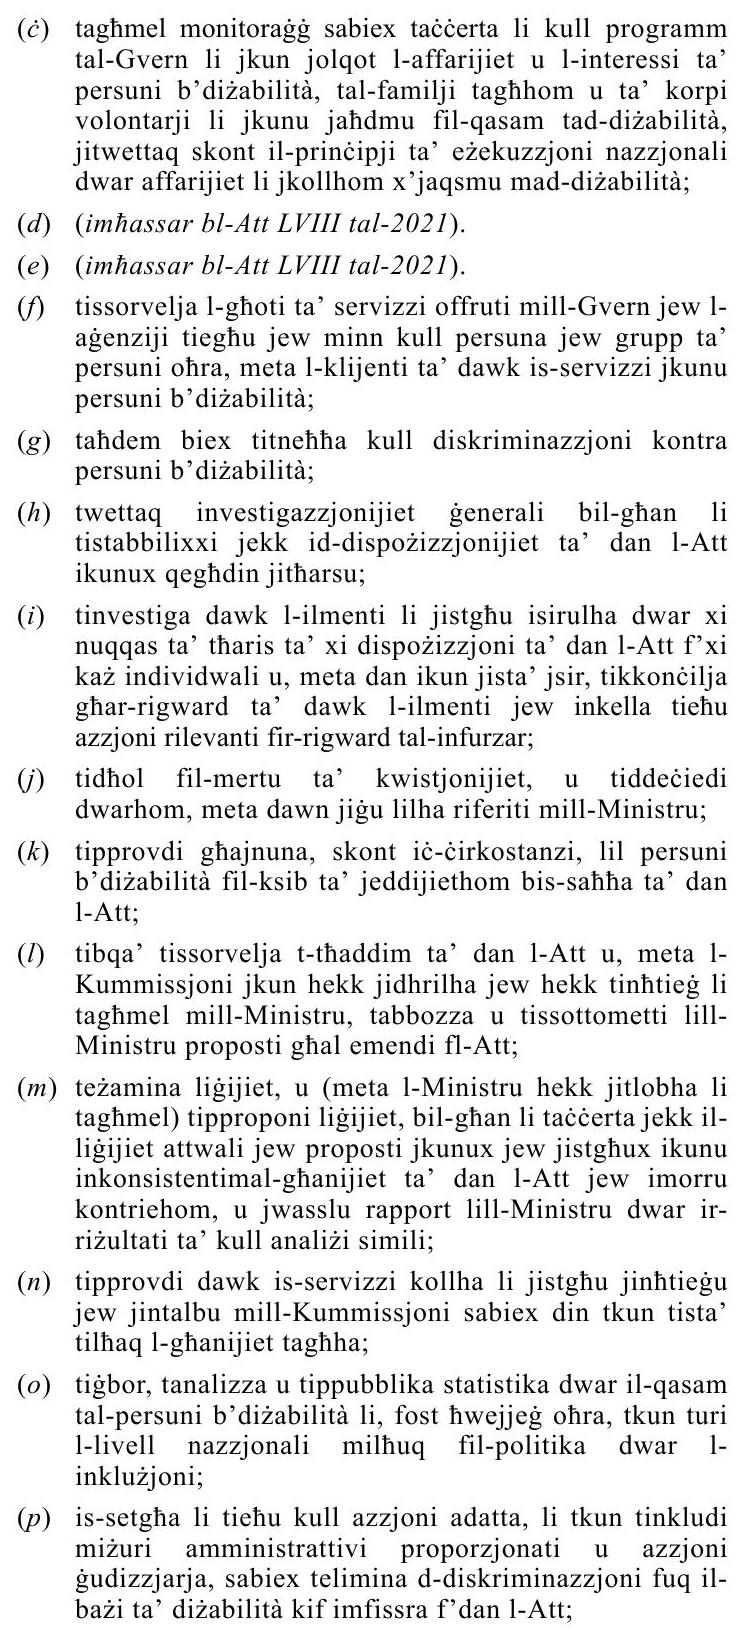 (ċ) tagħmel monitoraġġ sabiex taċċerta li kull programm
tal-Gvern li jkun jolqot l-affarijiet u l-interessi ta’
persuni b’diżabilità, tal-familji tagħhom u ta’ korpi
volontarji li jkunu jaħdmu fil-qasam tad-diżabilità,
jitwettaq skont il-prinċipji ta’ eżekuzzjoni nazzjonali
dwar affarijiet li jkollhom x’jaqsmu mad-diżabilità;
(d) (imħassar bl-Att LVIII tal-2021).
(e) (imħassar bl-Att LVIII tal-2021).
(f) tissorvelja l-għoti ta’ servizzi offruti mill-Gvern jew l-
aġenziji tiegħu jew minn kull persuna jew grupp ta’
persuni oħra, meta l-klijenti ta’ dawk is-servizzi jkunu
persuni b’diżabilità;
(g) taħdem biex titneħħa kull diskriminazzjoni kontra
persuni b’diżabilità;
(h) twettaq investigazzjonijiet ġenerali bil-għan li
tistabbilixxi jekk id-dispożizzjonijiet ta’ dan l-Att
ikunux qegħdin jitħarsu;
(i) tinvestiga dawk l-ilmenti li jistgħu isirulha dwar xi
nuqqas ta’ tħaris ta’ xi dispożizzjoni ta’ dan l-Att f’xi
każ individwali u, meta dan ikun jista’ jsir, tikkonċilja
għar-rigward ta’ dawk l-ilmenti jew inkella tieħu
azzjoni rilevanti fir-rigward tal-infurzar;
(j) tidħol fil-mertu ta’ kwistjonijiet, u tiddeċiedi
dwarhom, meta dawn jiġu lilha riferiti mill-Ministru;
(k) tipprovdi għajnuna, skont iċ-ċirkostanzi, lil persuni
b’diżabilità fil-ksib ta’ jeddijiethom bis-saħħa ta’ dan
l-Att;
(l) tibqa’ tissorvelja t-tħaddim ta’ dan l-Att u, meta l-
Kummissjoni jkun hekk jidhrilha jew hekk tinħtieġ li
tagħmel mill-Ministru, tabbozza u tissottometti lill-
Ministru proposti għal emendi fl-Att;
(m) teżamina liġijiet, u (meta l-Ministru hekk jitlobha li
tagħmel) tipproponi liġijiet, bil-għan li taċċerta jekk il-
liġijiet attwali jew proposti jkunux jew jistgħux ikunu
inkonsistentimal-għanijiet ta’ dan l-Att jew imorru
kontriehom, u jwasslu rapport lill-Ministru dwar ir-
riżultati ta’ kull analiżi simili;
(n) tipprovdi dawk is-servizzi kollha li jistgħu jinħtieġu
jew jintalbu mill-Kummissjoni sabiex din tkun tista’
tilħaq l-għanijiet tagħha;
(o) tiġbor, tanalizza u tippubblika statistika dwar il-qasam
tal-persuni b’diżabilità li, fost ħwejjeġ oħra, tkun turi
l-livell nazzjonali milħuq fil-politika dwar l-
inklużjoni;
(p) is-setgħa li tieħu kull azzjoni adatta, li tkun tinkludi
miżuri amministrattivi proporzjonati u azzjoni
ġudizzjarja, sabiex telimina d-diskriminazzjoni fuq il-
bażi ta’ diżabilità kif imfissra f’dan l-Att;